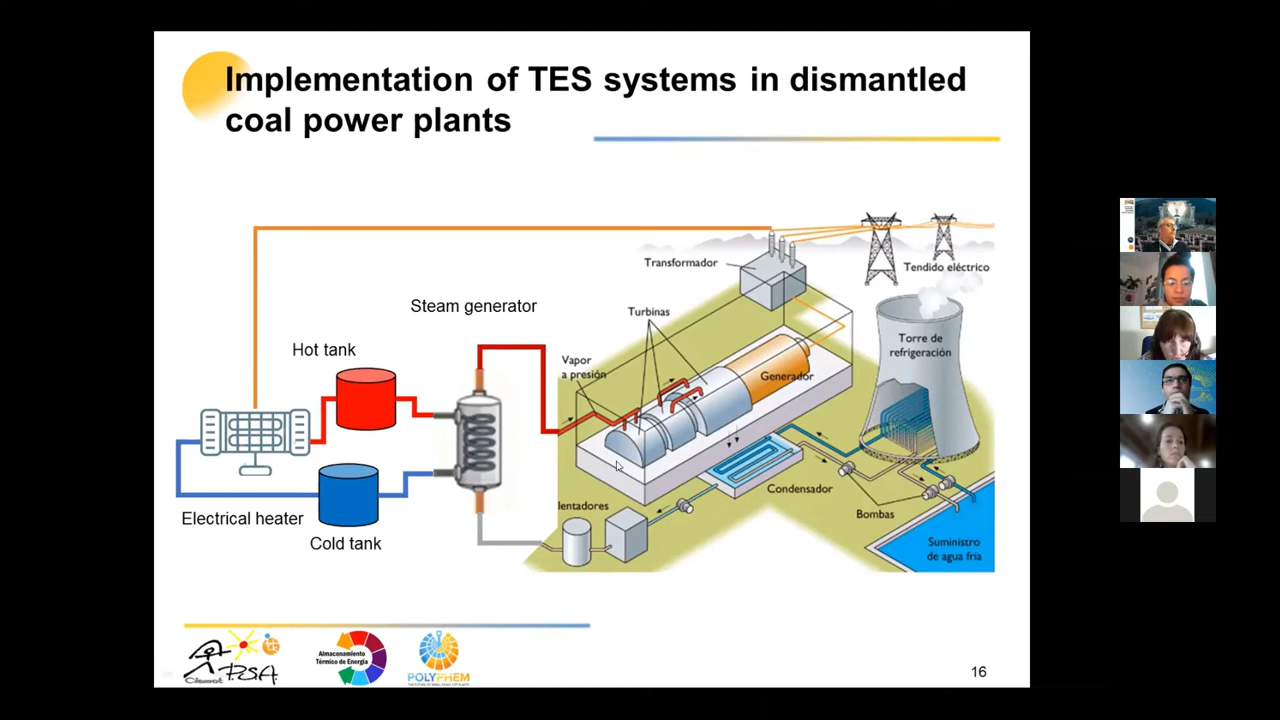 Implementation of TES systems in dismantled
coal power plants
Transformador
Tendido eléctrico
Steam generator
Turbinas
Torre de
refrigeración
Hot tank
Vapor
a presión
Generador
Condensador
lentadores
Bombas
Electrical heater
Cold tank
Suministro
de agua fría
Ciemat
PSA
Almacenamiento
Térmico de Energía
POLYPHEM
16